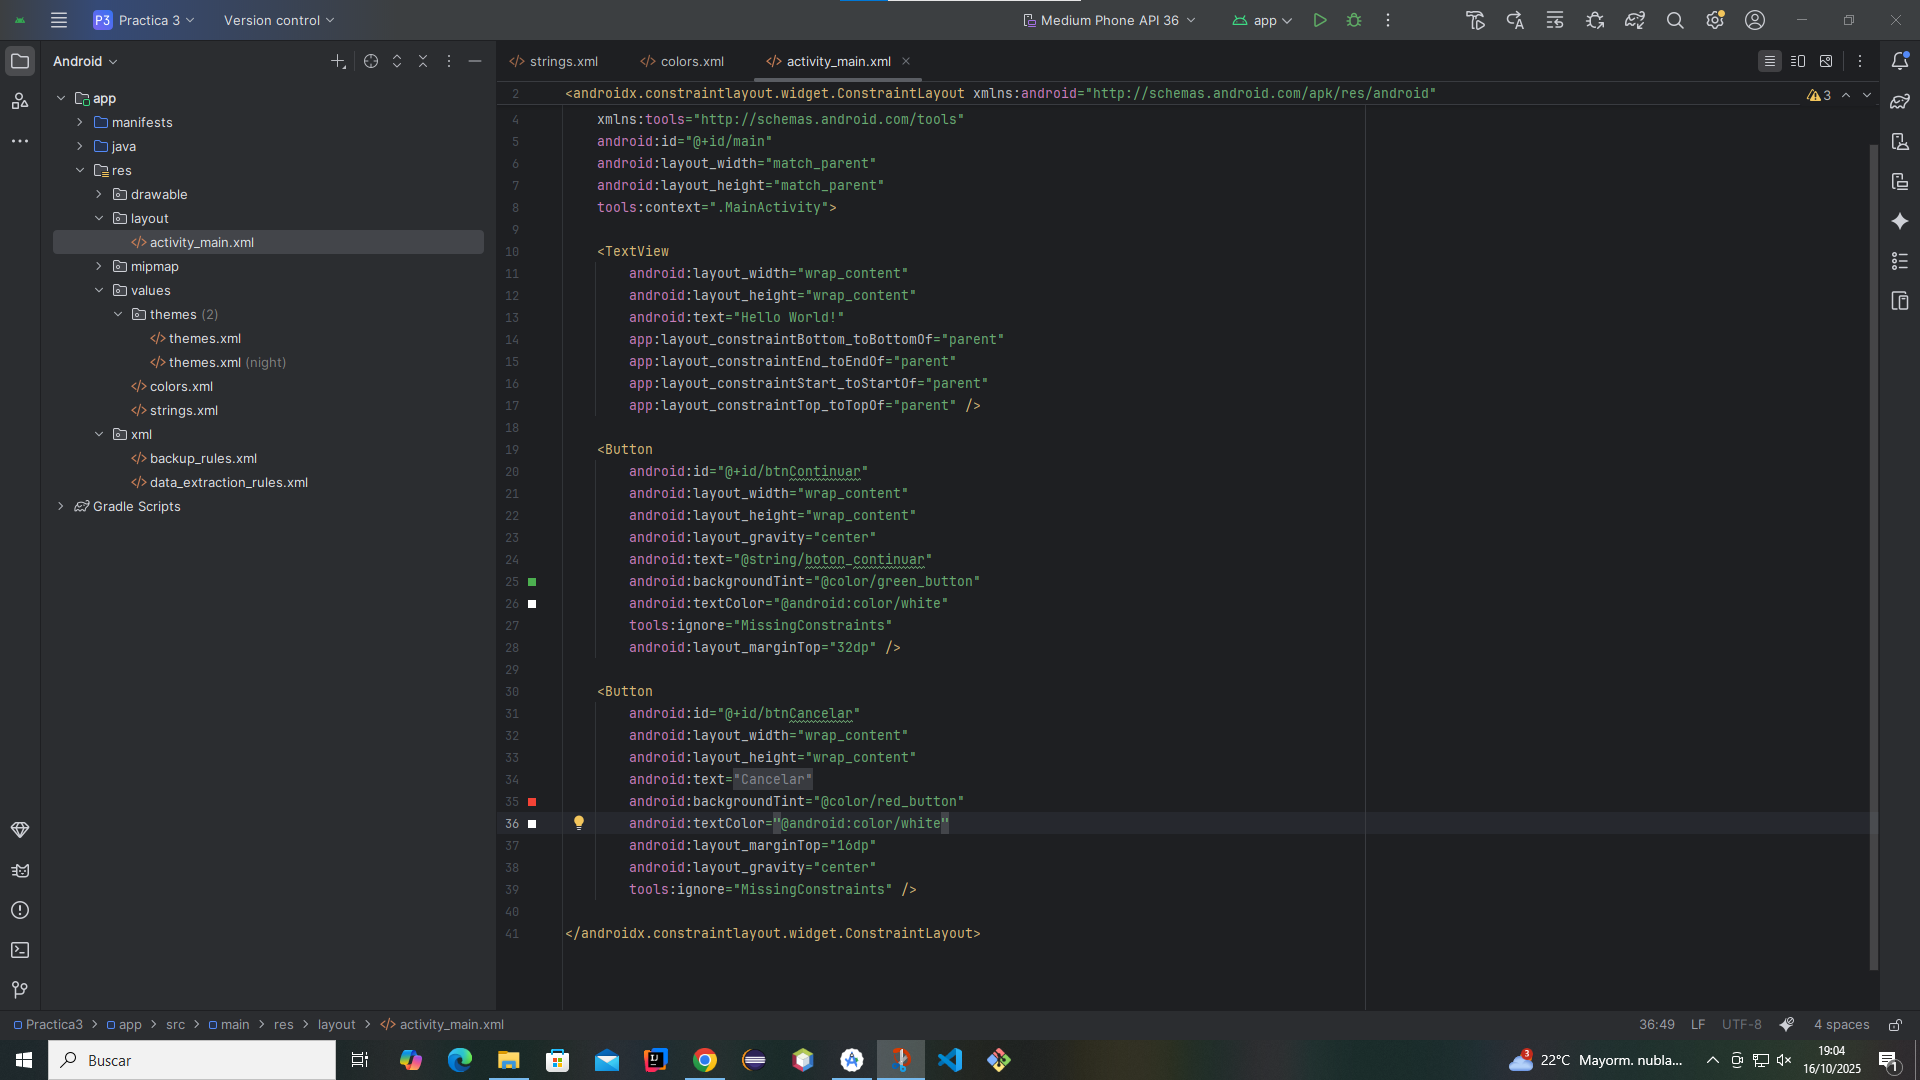 P3 Practica 3 Version control Medium Phone API 36 app
Android
app
manifests
java
res
drawable
layout
activity_main.xml
mipmap
values
themes (2)
themes.xml
themes.xml (night)
colors.xml
strings.xml
xml
backup_rules.xml
data_extraction_rules.xml
Gradle Scripts
strings.xml colors.xml activity_main.xml
2 <androidx.constraintlayout.widget.ConstraintLayout xmlns:android="http://schemas.android.com/apk/res/android" 3
4 xmlns:tools="http://schemas.android.com/tools"
5 android:id="@+id/main"
6 android:layout_width="match_parent"
7 android:layout_height="match_parent"
8 tools:context=".MainActivity">
9
10 <TextView
11 android:layout_width="wrap_content"
12 android:layout_height="wrap_content"
13 android:text="Hello World!"
14 app:layout_constraintBottom_toBottomOf="parent"
15 app:layout_constraintEnd_toEndOf="parent"
16 app:layout_constraintStart_toStartOf="parent"
17 app:layout_constraintTop_toTopOf="parent" />
18
19 <Button
20 android:id="@+id/btnContinuar"
21 android:layout_width="wrap_content"
22 android:layout_height="wrap_content"
23 android:layout_gravity="center"
24 android:text="@string/boton_continuar"
25 android:backgroundTint="@color/green_button"
26 android:textColor="@android:color/white"
27 tools:ignore="MissingConstraints"
28 android:layout_marginTop="32dp" />
29
30 <Button
31 android:id="@+id/btnCancelar"
32 android:layout_width="wrap_content"
33 android:layout_height="wrap_content"
34 android:text="Cancelar"
35 android:backgroundTint="@color/red_button"
36 android:textColor="@android:color/white"
37 android:layout_marginTop="16dp"
38 android:layout_gravity="center"
39 tools:ignore="MissingConstraints" />
40
41 </androidx.constraintlayout.widget.ConstraintLayout>
Practica3 > app > src > main > res > layout > activity_main.xml 36:49 LF UTF-8 4 spaces
Buscar 3 22°C Mayorm. nubla... 19:04
16/10/2025 1